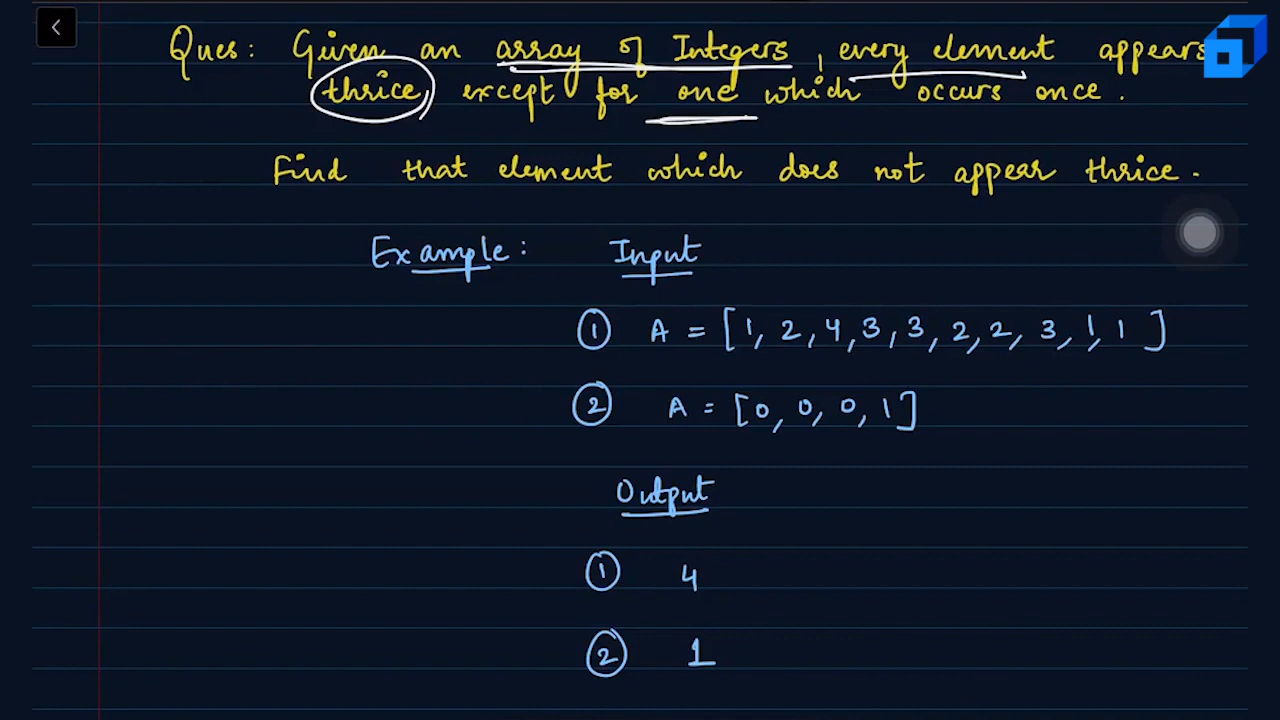 Ques: Given an array of Integers, every element appears
thrice, except for one which occurs once.
Find that element which does not appear thrice.
Example: Input
① A = [1, 2, 4, 3, 3, 2, 2, 3, 1, 1]
② A = [0, 0, 0, 1]
Output
① 4
② 1